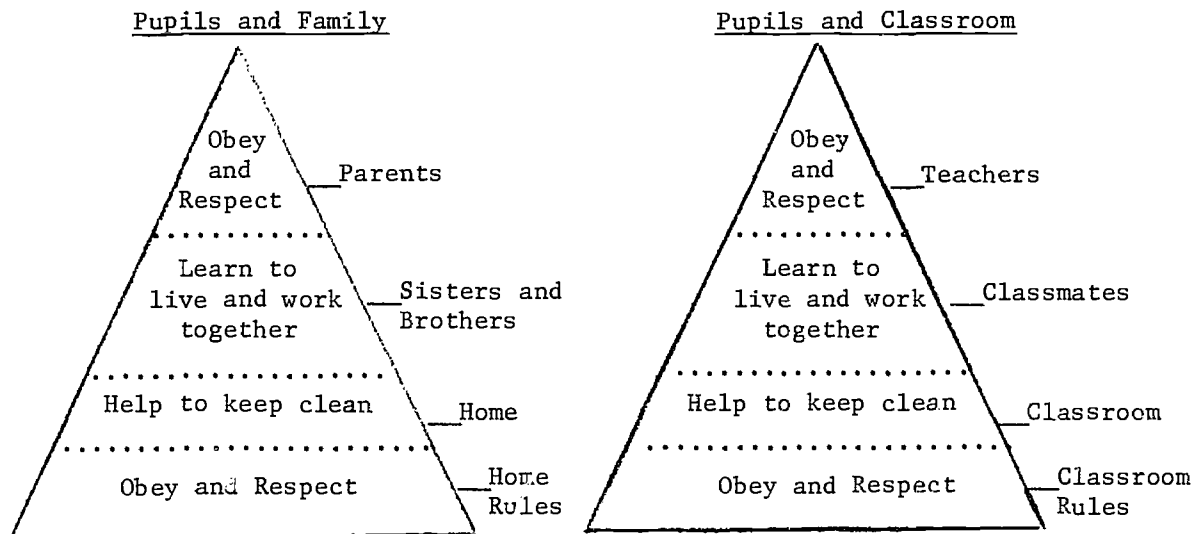 Pupils and Family
Obey
and
Respect
Parents
Learn to
live and work
together
Sisters and
Brothers
Help to keep clean
Home
Obey and Respect
Home
Rules
Pupils and Classroom
Obey
and
Respect
Teachers
Learn to
live and work
together
Classmates
Help to keep clean
Classroom
Obey and Respect
Classroom
Rules